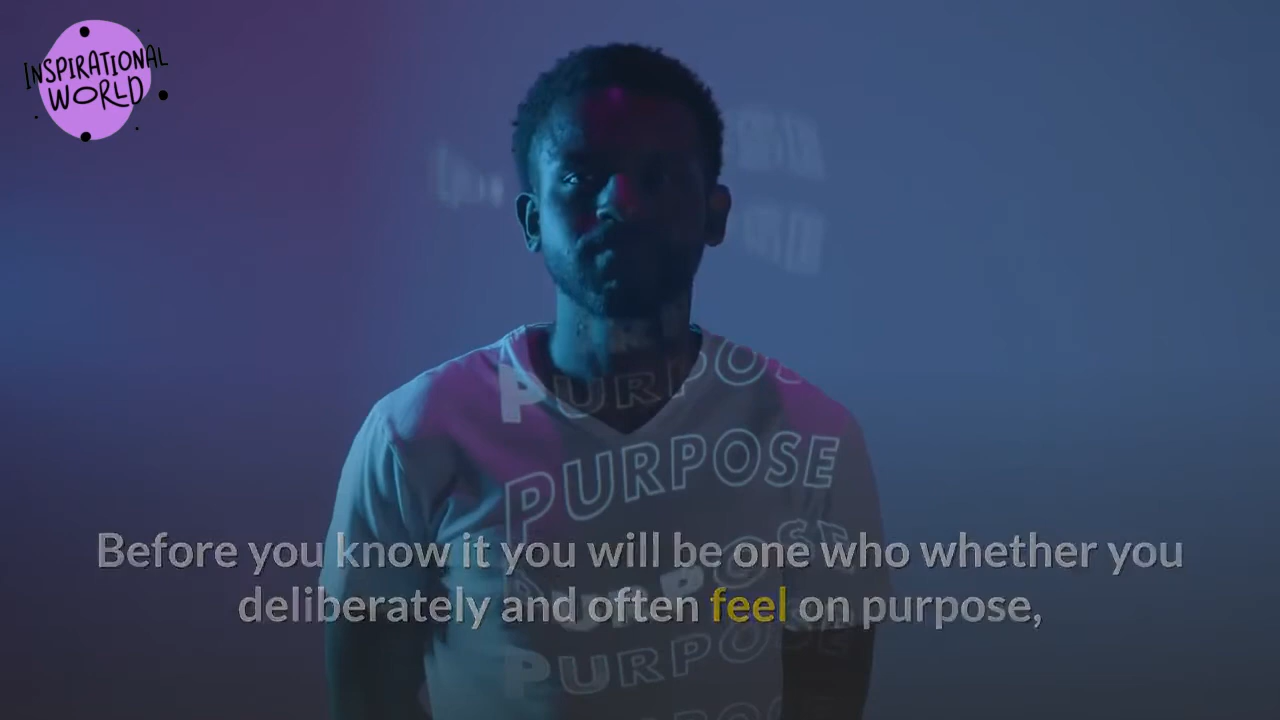 INSPIRATIONAL
WORLD
PURPOSE
PURPOSE
PURPOSE
Before you know it you will be one who whether you
deliberately and often feel on purpose,
PURPOSE